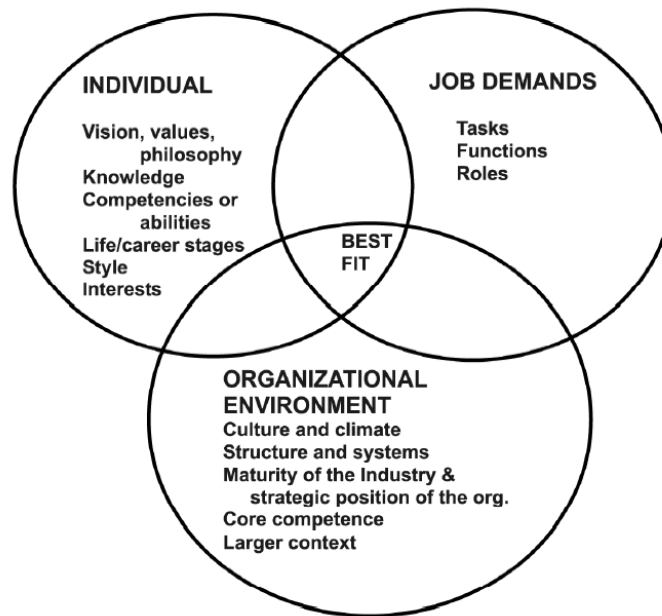 INDIVIDUAL
Vision, values,
philosophy
Knowledge
Competencies or
abilities
Life/career stages
Style
Interests
JOB DEMANDS
Tasks
Functions
Roles
BEST
FIT
ORGANIZATIONAL
ENVIRONMENT
Culture and climate
Structure and systems
Maturity of the Industry &
strategic position of the org.
Core competence
Larger context